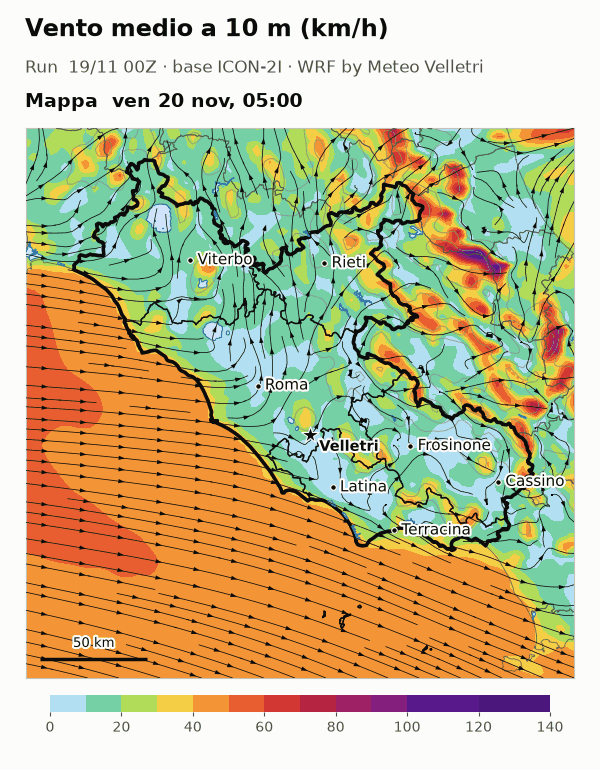 Vento medio a 10 m (km/h)
Run 19/11 00Z · base ICON-2I · WRF by Meteo Velletri
Mappa ven 20 nov, 05:00
Viterbo
Rieti
Roma
Velletri
Frosinone
Latina
Cassino
Terracina
50 km
0 20 40 60 80 100 120 140